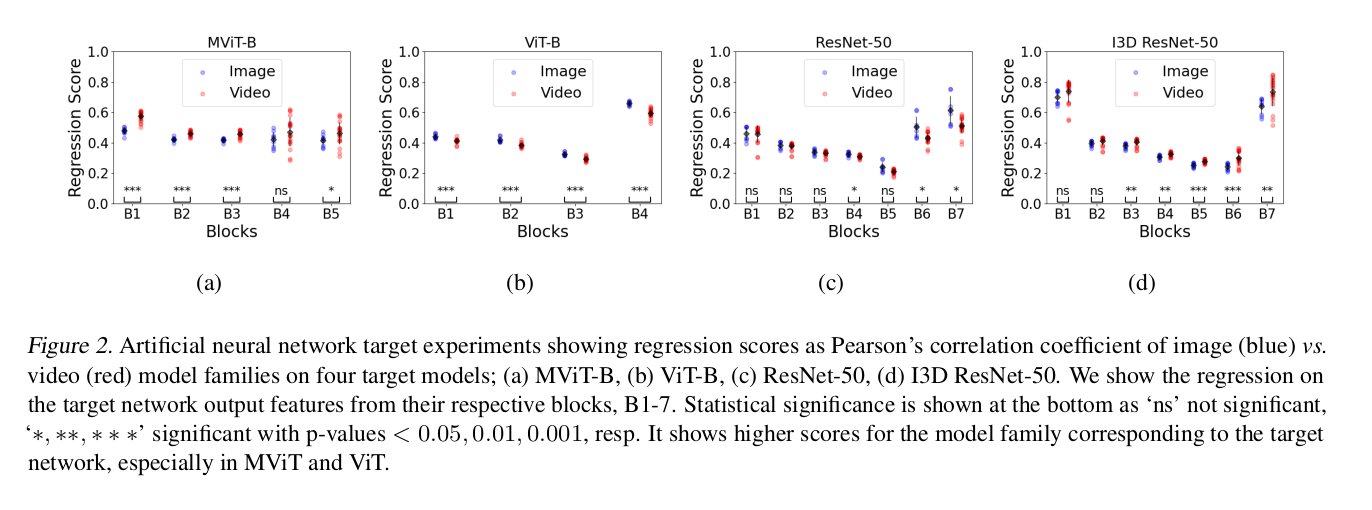 MViT-B
1.0
0.8
0.6
0.4
0.2
0.0
Regression Score
Image
Video
*** *** *** ns *
B1 B2 B3 B4 B5
Blocks
(a)
ViT-B
1.0
0.8
0.6
0.4
0.2
0.0
Regression Score
Image
Video
*** *** *** ***
B1 B2 B3 B4
Blocks
(b)
ResNet-50
1.0
0.8
0.6
0.4
0.2
0.0
Regression Score
Image
Video
ns ns ns * ns * *
B1 B2 B3 B4 B5 B6 B7
Blocks
(c)
I3D ResNet-50
1.0
0.8
0.6
0.4
0.2
0.0
Regression Score
Image
Video
ns ns ** ** *** *** **
B1 B2 B3 B4 B5 B6 B7
Blocks
(d)
Figure 2. Artificial neural network target experiments showing regression scores as Pearson's correlation coefficient of image (blue) vs.
video (red) model families on four target models; (a) MViT-B, (b) ViT-B, (c) ResNet-50, (d) I3D ResNet-50. We show the regression on
the target network output features from their respective blocks, B1-7. Statistical significance is shown at the bottom as ‘ns’ not significant,
‘∗, ∗∗, ∗ ∗ ∗’ significant with p-values < 0.05, 0.01, 0.001, resp. It shows higher scores for the model family corresponding to the target
network, especially in MViT and ViT.